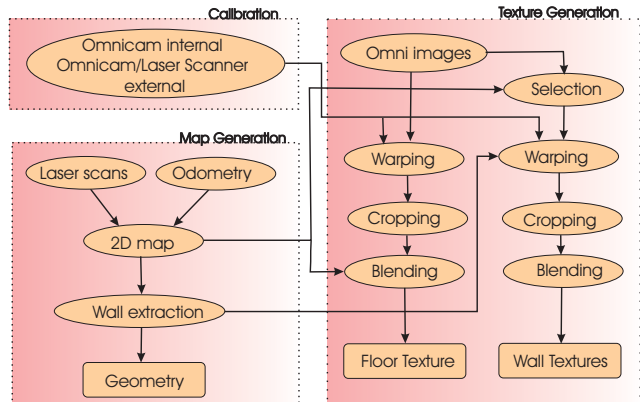 Calibration
Omnicam internal
Omnicam/Laser Scanner
external
Map Generation
Laser scans
Odometry
2D map
Wall extraction
Geometry
Texture Generation
Omni images
Selection
Warping
Warping
Cropping
Cropping
Blending
Blending
Floor Texture
Wall Textures